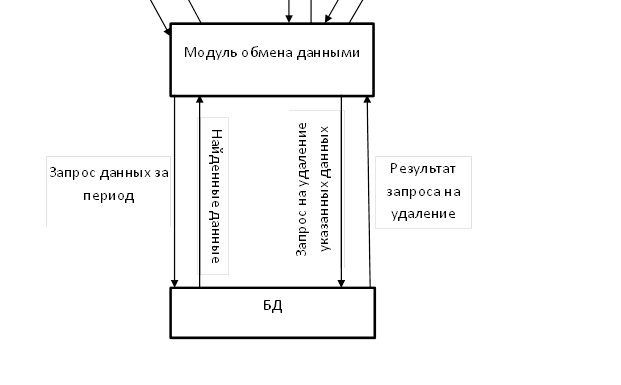 Модуль обмена данными
Запрос данных за
период
Найденные данные
Запрос на удаление
указанных данных
Результат
запроса на
удаление
БД